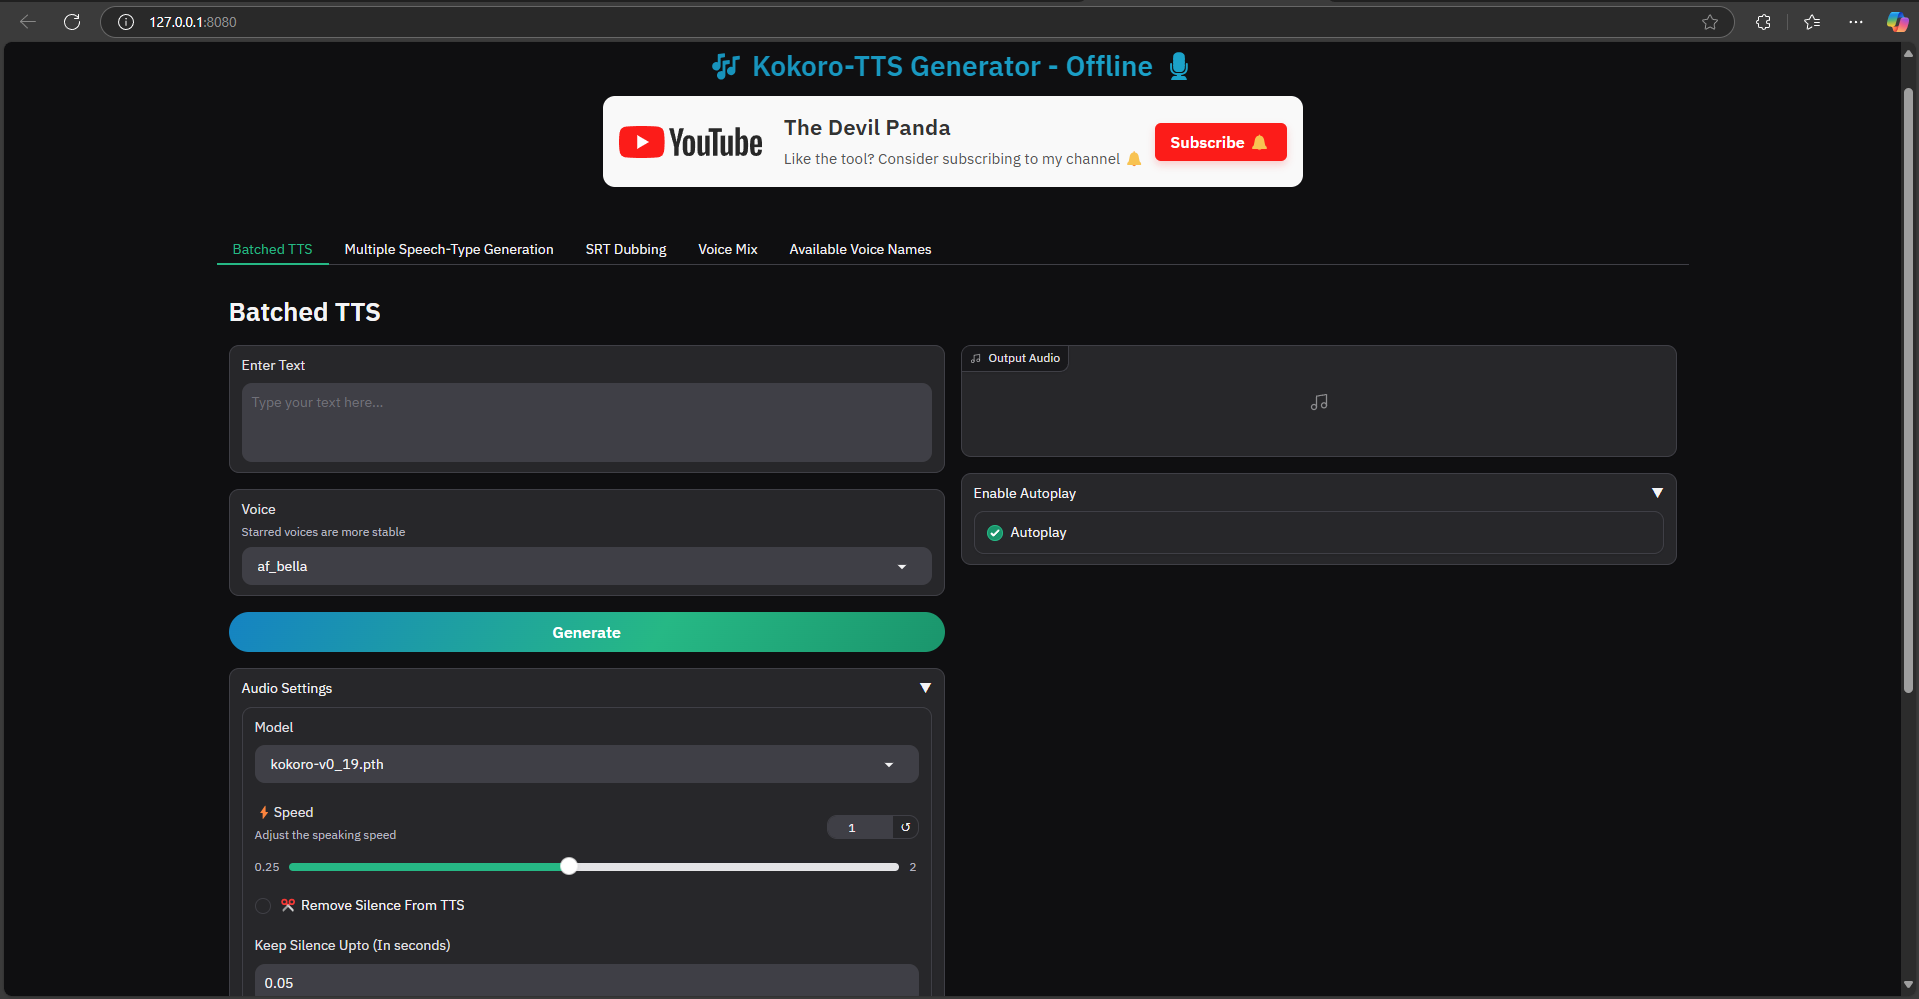 127.0.0.1:8080
Kokoro-TTS Generator - Offline
YouTube
The Devil Panda
Like the tool? Consider subscribing to my channel
Subscribe
Batched TTS
Multiple Speech-Type Generation
SRT Dubbing
Voice Mix
Available Voice Names
Batched TTS
Enter Text
Type your text here...
Voice
Starred voices are more stable
af_bella
Generate
Audio Settings
Model
kokoro-v0_19.pth
Speed
Adjust the speaking speed
1
0.25
2
Remove Silence From TTS
Keep Silence Upto (In seconds)
0.05
Output Audio
Enable Autoplay
Autoplay